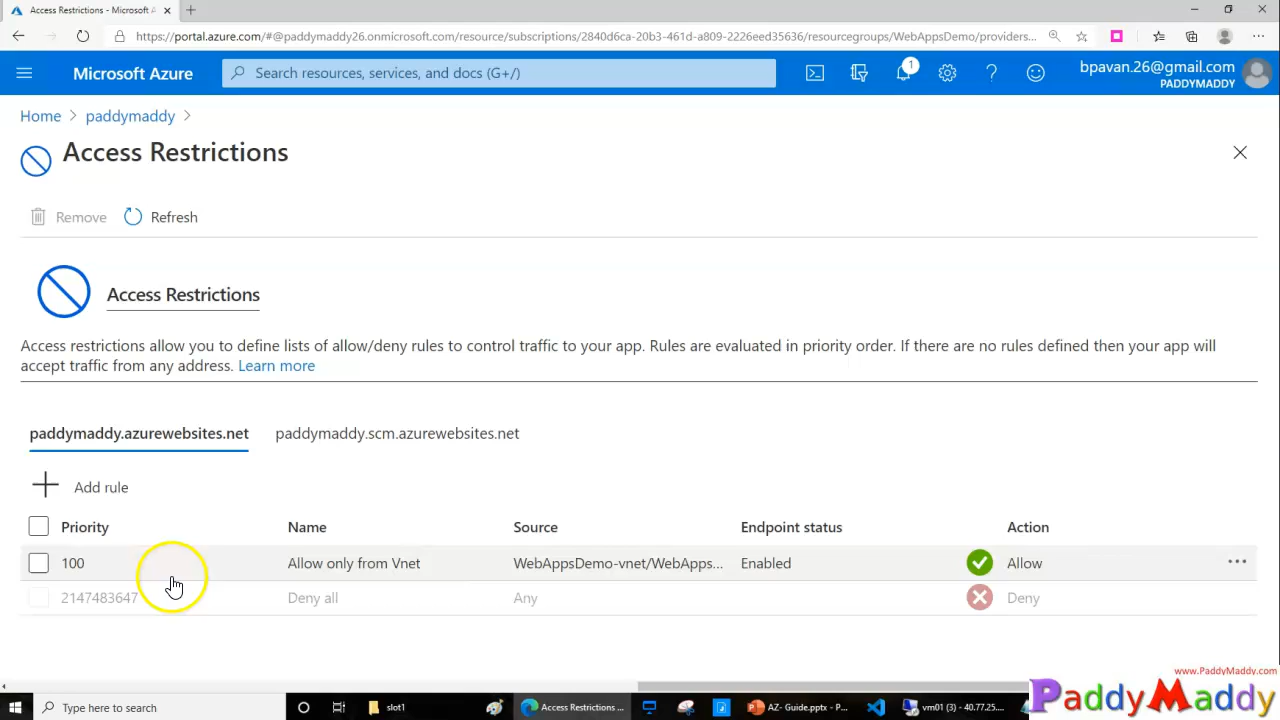 Access Restrictions - Microsoft A
https://portal.azure.com/#@paddymaddy26.onmicrosoft.com/resource/subscriptions/2840d6ca-20b3-461d-a809-2226eed35636/resourcegroups/WebAppsDemo/providers...
Microsoft Azure
Search resources, services, and docs (G+/)
1
bpavan.26@gmail.com
PADDYMADDY
Home > paddymaddy >
Access Restrictions
Remove Refresh
Access Restrictions
Access restrictions allow you to define lists of allow/deny rules to control traffic to your app. Rules are evaluated in priority order. If there are no rules defined then your app will
accept traffic from any address. Learn more
paddymaddy.azurewebsites.net paddymaddy.scm.azurewebsites.net
Add rule
Priority Name Source Endpoint status Action
100 Allow only from Vnet WebAppsDemo-vnet/WebApps... Enabled Allow ...
2147483647 Deny all Any Deny
www.PaddyMaddy.com
PaddyMaddy
Type here to search slot1 Access Restrictions ... AZ- Guide.pptx - P... vm01 (3) - 40.77.25...